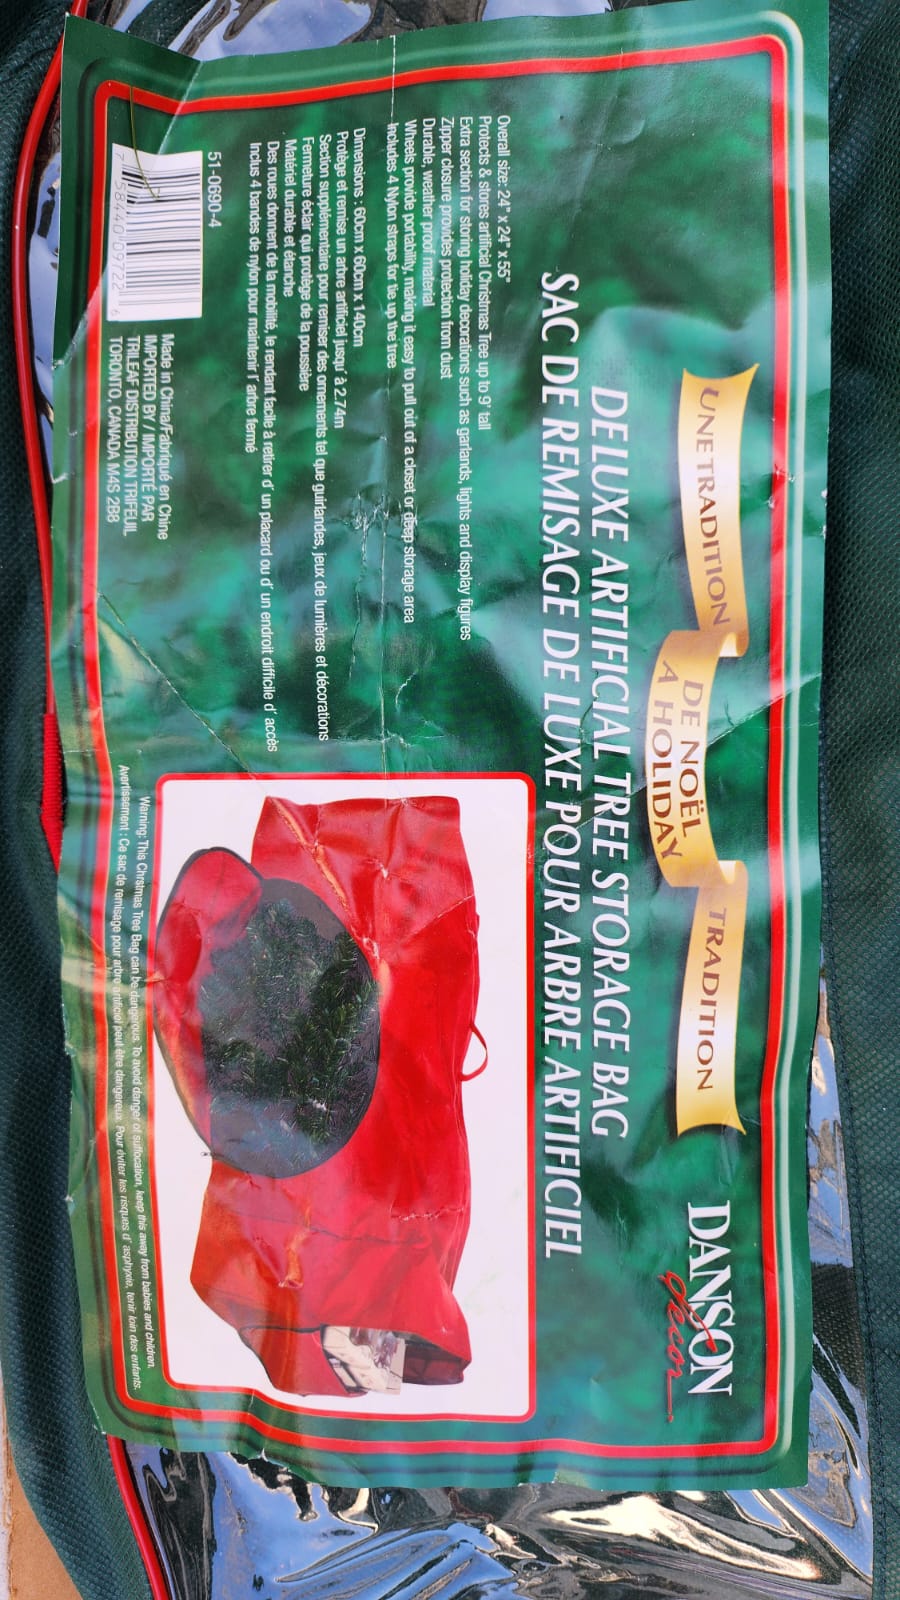 UNE TRADITION
DE NOËL
A HOLIDAY
TRADITION
DANSON
decor
DELUXE ARTIFICIAL TREE STORAGE BAG
SAC DE REMISAGE DE LUXE POUR ARBRE ARTIFICIEL
Overall size: 24" x 24" x 55"
Protects & stores artificial Christmas Tree up to 9' tall
Extra section for storing holiday decorations such as garlands, lights and display figures
Zipper closure provides protection from dust
Durable, weather proof material
Wheels provide portability, making it easy to pull out of a closet or deep storage area
Includes 4 Nylon straps for tie up the tree
Dimensions : 60cm x 60cm x 140cm
Protège et remise un arbre artificiel jusqu' à 2.74m
Section supplémentaire pour remiser des ornements tel que guirlandes, jeux de lumières et décorations
Fermeture éclair qui protège de la poussière
Matériel durable et étanche
Des roues donnent de la mobilité, le rendant facile à retirer d' un placard ou d' un endroit difficile d' accès
Inclus 4 bandes de nylon pour maintenir l' arbre fermé
51-0690-4
7 58440 09722 6
Made in China/Fabriqué en Chine
IMPORTED BY / IMPORTÉ PAR
TRILEAF DISTRIBUTION TRIFEUIL
TORONTO, CANADA M4S 2B8
Warning: This Christmas Tree Bag can be dangerous. To avoid danger of suffocation, keep this away from babies and children.
Avertissement : Ce sac de remisage pour arbre artificiel peut être dangereux. Pour éviter les risques d' asphyxie, tenir loin des enfants.